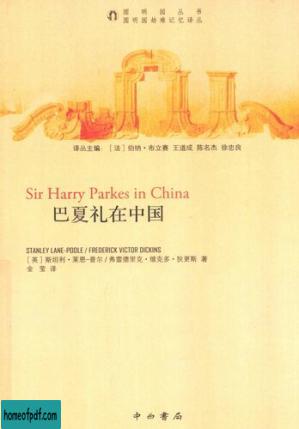 圆明园丛书
圆明园劫难记忆译丛
译丛主编：［法］伯纳·布立赛 王道成 陈名杰 徐忠良
Sir Harry Parkes in China
巴夏礼在中国
STANLEY LANE-POOLE / FREDERICK VICTOR DICKINS
［英］斯坦利·莱恩-普尔 / 弗雷德里克·维克多·狄更斯 著
金莹 译
homeofpdf.com
中西書局
homeofpdf.com